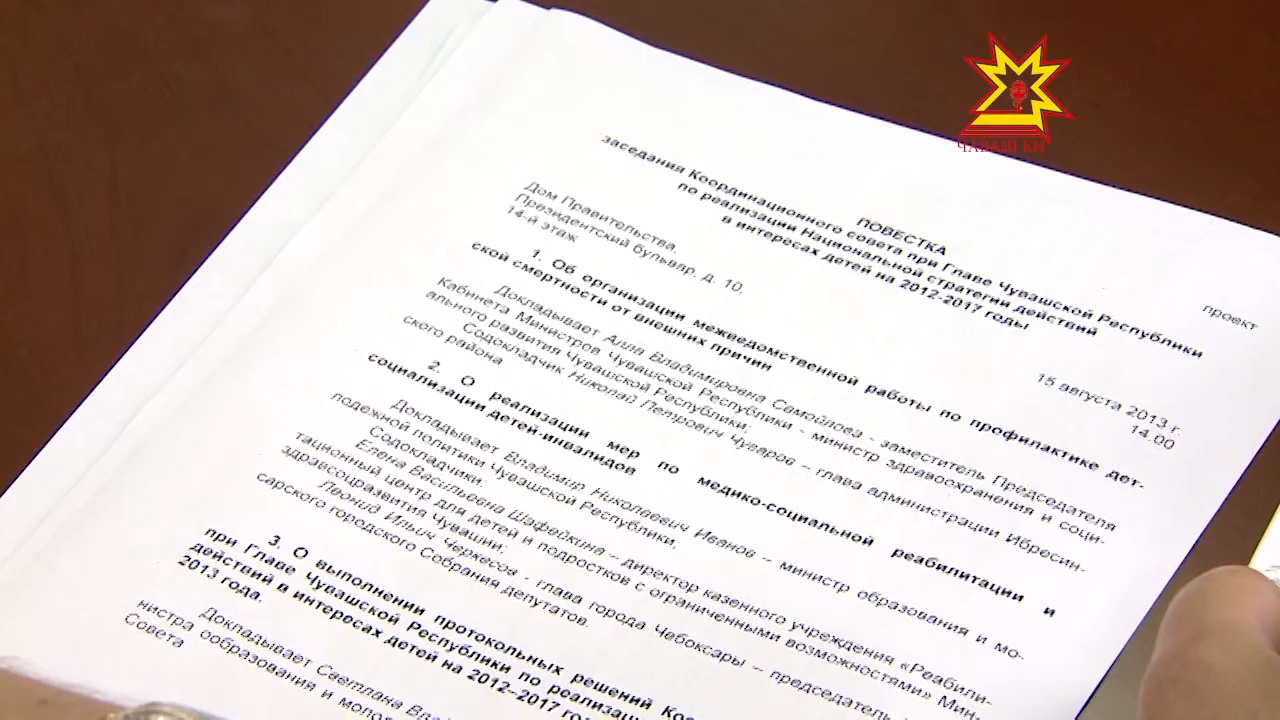 ЧĂВАШ ЕН
проект
ПОВЕСТКА
заседания Координационного совета при Главе Чувашской Республики
по реализации Национальной стратегии действий
в интересах детей на 2012-2017 годы
Дом Правительства,
Президентский бульвар, д. 10,
14-й этаж
15 августа 2013 г.
14.00
1. Об организации межведомственной работы по профилактике дет-
ской смертности от внешних причин
Докладывает Алла Владимировна Самойлова - заместитель Председателя
Кабинета Министров Чувашской Республики - министр здравоохранения и соци-
ального развития Чувашской Республики;
Содокладчик Николай Петрович Чуваров – глава администрации Ибресин-
ского района
2. О реализации мер по медико-социальной реабилитации и
социализации детей-инвалидов
Докладывает Владимир Николаевич Иванов – министр образования и мо-
лодежной политики Чувашской Республики;
Содокладчики:
Елена Васильевна Шафейкина – директор казенного учреждения «Реабили-
тационный центр для детей и подростков с ограниченными возможностями» Мин-
здравсоцразвития Чувашии;
Леонид Ильич Черкесов - глава города Чебоксары – председатель
сарского городского Собрания депутатов.
3. О выполнении протокольных решений
при Главе Чувашской Республики по
действий в интересах детей на 2012–2017
2013 года.
Докладывает Светлана
нистра образования и
Совета